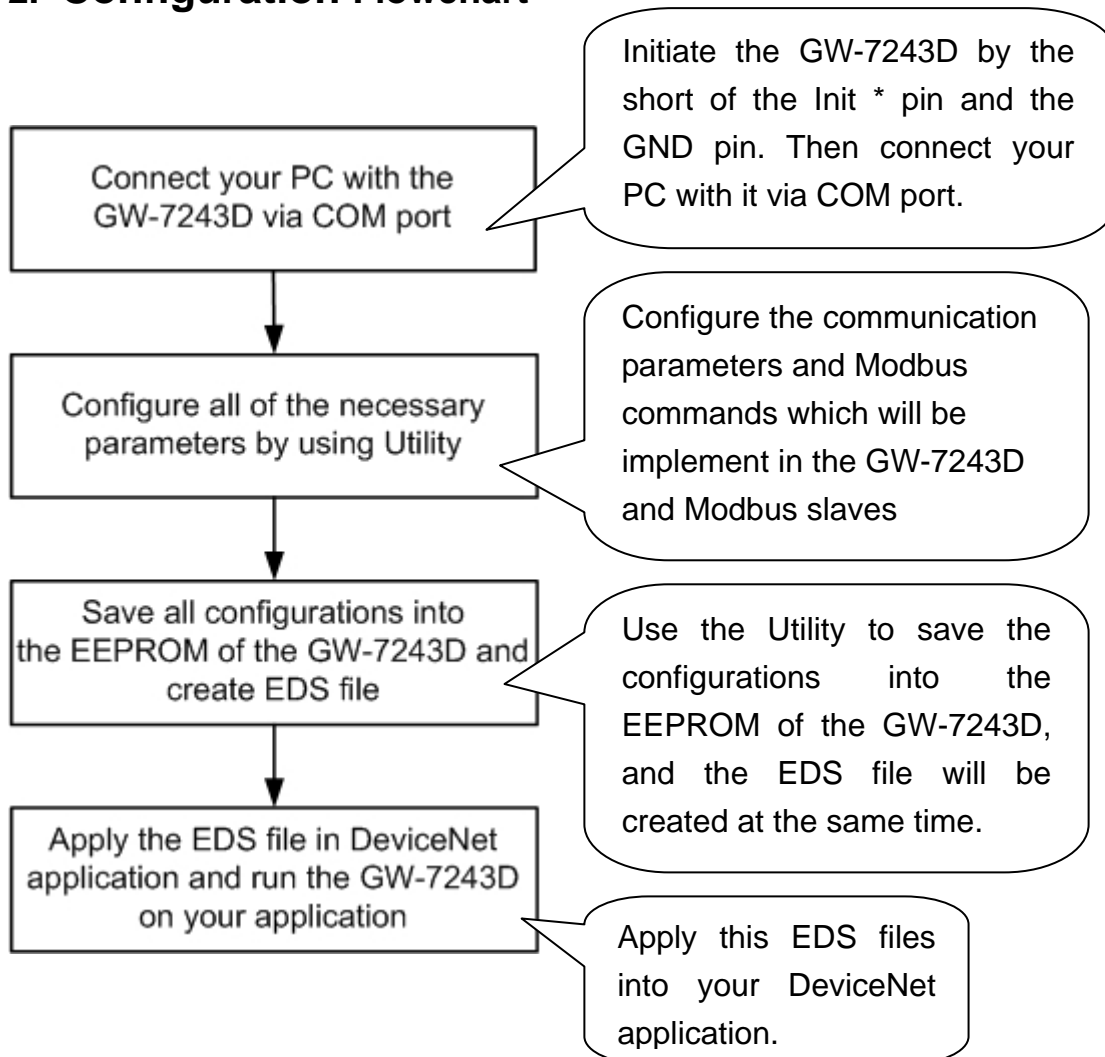 2. Configuration Flowchart
Connect your PC with the
GW-7243D via COM port
Initiate the GW-7243D by the
short of the Init * pin and the
GND pin. Then connect your
PC with it via COM port.
Configure all of the necessary
parameters by using Utility
Configure the communication
parameters and Modbus
commands which will be
implement in the GW-7243D
and Modbus slaves
Save all configurations into
the EEPROM of the GW-7243D and
create EDS file
Use the Utility to save the
configurations into the
EEPROM of the GW-7243D,
and the EDS file will be
created at the same time.
Apply the EDS file in DeviceNet
application and run the GW-7243D
on your application
Apply this EDS files
into your DeviceNet
application.